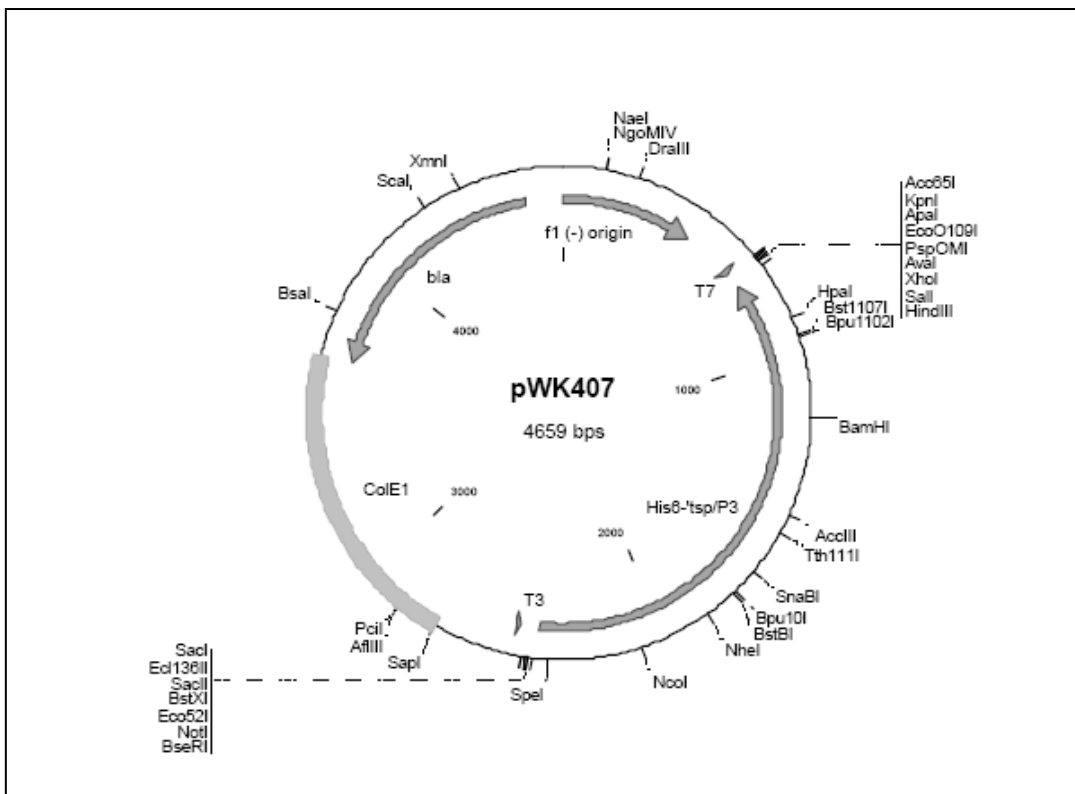 NaeI
NgoMIV
DraIII
XmnI
ScaI
Acc65I
KpnI
ApaI
EcoO109I
PspOMI
AvaI
XhoI
SalI
HindIII
f1 (-) origin
bla
T7
BsaI
HpaI
Bst1107I
Bpu1102I
4000
pWK407
1000
4659 bps
BamHI
ColE1
3000
His6-'tsp/P3
2000
AccIII
Tth111I
T3
SnaBI
Bpu10I
BstBI
PciI
AflIII
NheI
SapI
SacI
Ecl136II
SacII
BstXI
Eco52I
NotI
BseRI
SpeI
NcoI